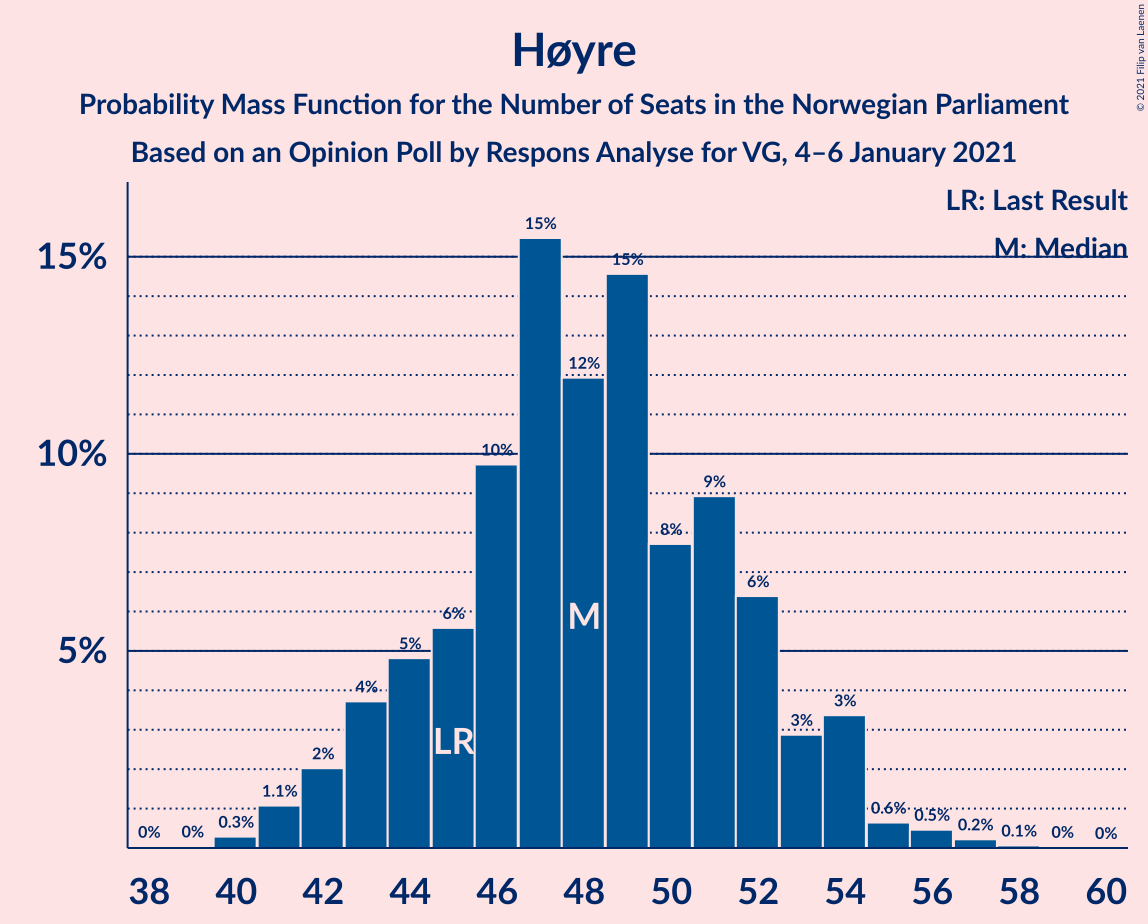 Høyre
Probability Mass Function for the Number of Seats in the Norwegian Parliament
Based on an Opinion Poll by Respons Analyse for VG, 4–6 January 2021
© 2021 Filip van Laenen
LR: Last Result
M: Median
15%
10%
5%
0%
0%
0.3%
1.1%
2%
4%
5%
6%
10%
15%
12%
15%
8%
9%
6%
3%
3%
0.6%
0.5%
0.2%
0.1%
0%
0%
LR
M
38 40 42 44 46 48 50 52 54 56 58 60